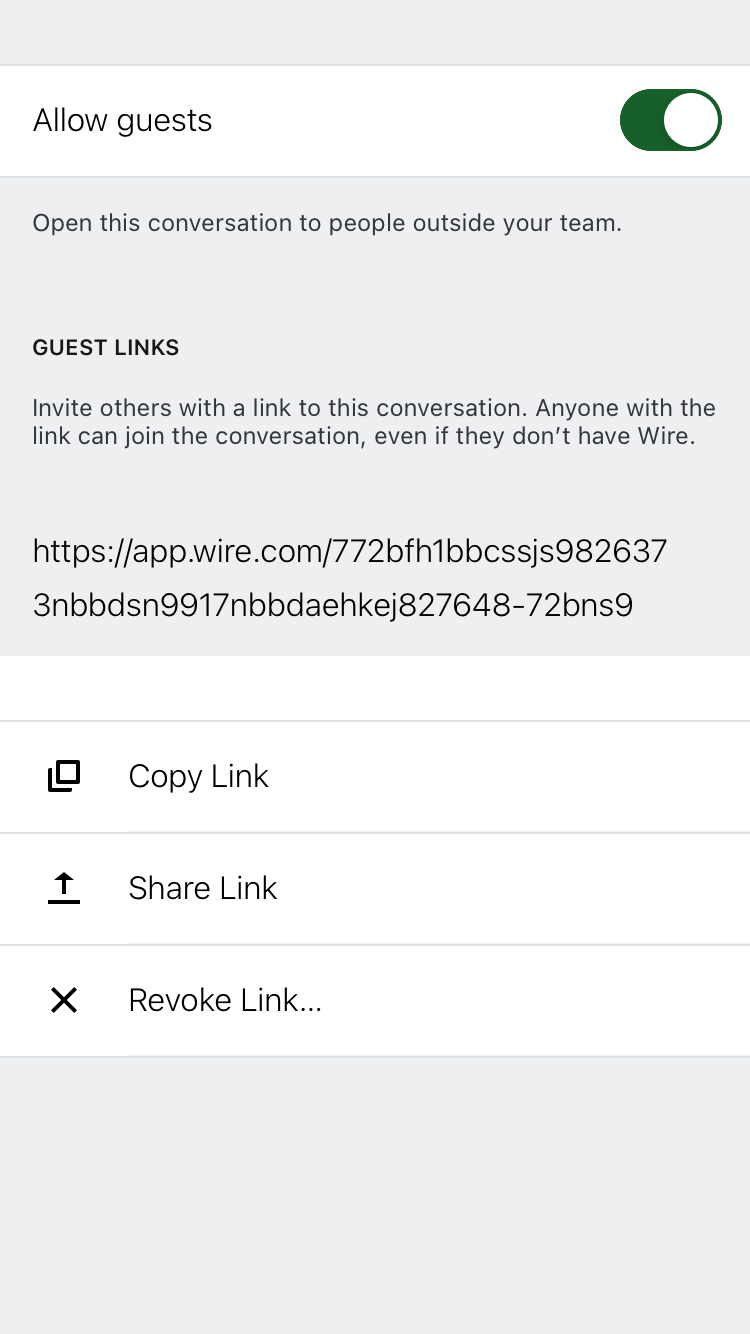 Allow guests
Open this conversation to people outside your team.
GUEST LINKS
Invite others with a link to this conversation. Anyone with the
link can join the conversation, even if they don’t have Wire.
https://app.wire.com/772bfh1bbcssjs982637
3nbbdsn9917nbbdaehkej827648-72bns9
Copy Link
Share Link
Revoke Link...